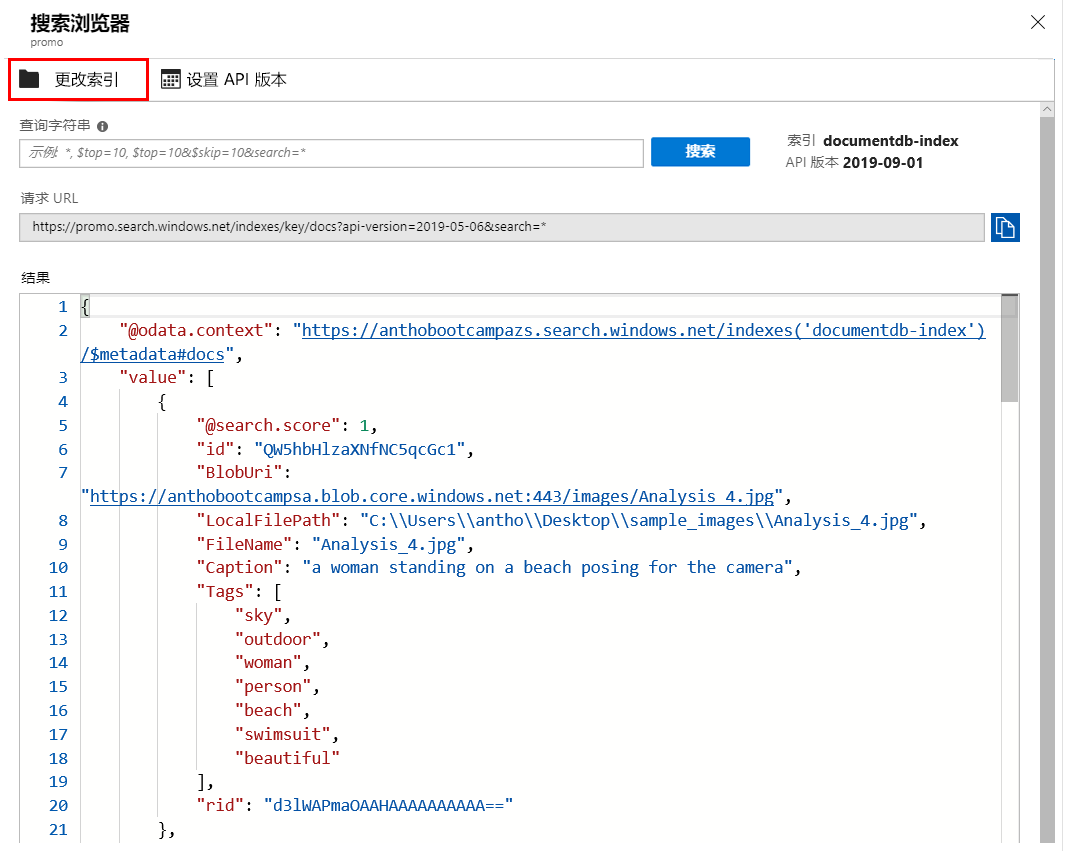 搜索浏览器
promo
更改索引 设置 API 版本
查询字符串
示例: *, $top=10, $top=10&$skip=10&search=*
搜索
索引 documentdb-index
API 版本 2019-09-01
请求 URL
https://promo.search.windows.net/indexes/key/docs?api-version=2019-05-06&search=*
结果
1 {
2 "@odata.context": "https://anthobootcampazs.search.windows.net/indexes('documentdb-index')
/$metadata#docs",
3 "value": [
4 {
5 "@search.score": 1,
6 "id": "QW5hbHlzaXNfNC5qcGc1",
7 "BlobUri":
"https://anthobootcampsa.blob.core.windows.net:443/images/Analysis_4.jpg",
8 "LocalFilePath": "C:\\Users\\antho\\Desktop\\sample_images\\Analysis_4.jpg",
9 "FileName": "Analysis_4.jpg",
10 "Caption": "a woman standing on a beach posing for the camera",
11 "Tags": [
12 "sky",
13 "outdoor",
14 "woman",
15 "person",
16 "beach",
17 "swimsuit",
18 "beautiful"
19 ],
20 "rid": "d3lWAPmaOAAHAAAAAAAAAA=="
21 },